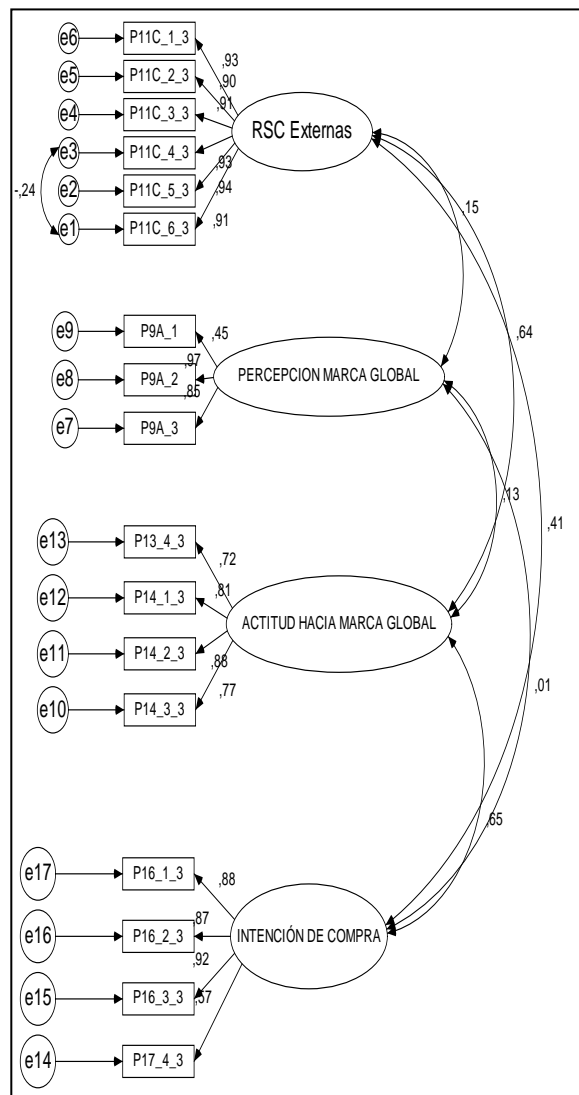 e6 P11C_1_3 ,93
e5 P11C_2_3 ,90
e4 P11C_3_3 ,91
RSC Externas
e3 P11C_4_3
-,24
e2 P11C_5_3 ,93
,94
e1 P11C_6_3 ,91
,15
,64
e9 P9A_1 ,45
e8 P9A_2 ,97
PERCEPCION MARCA GLOBAL
,85
e7 P9A_3
,13
,41
e13 P13_4_3 ,72
e12 P14_1_3 ,81
ACTITUD HACIA MARCA GLOBAL
e11 P14_2_3 ,88
e10 P14_3_3 ,77
,01
,65
e17 P16_1_3 ,88
e16 P16_2_3 ,87
INTENCIÓN DE COMPRA
,92
e15 P16_3_3 ,57
e14 P17_4_3